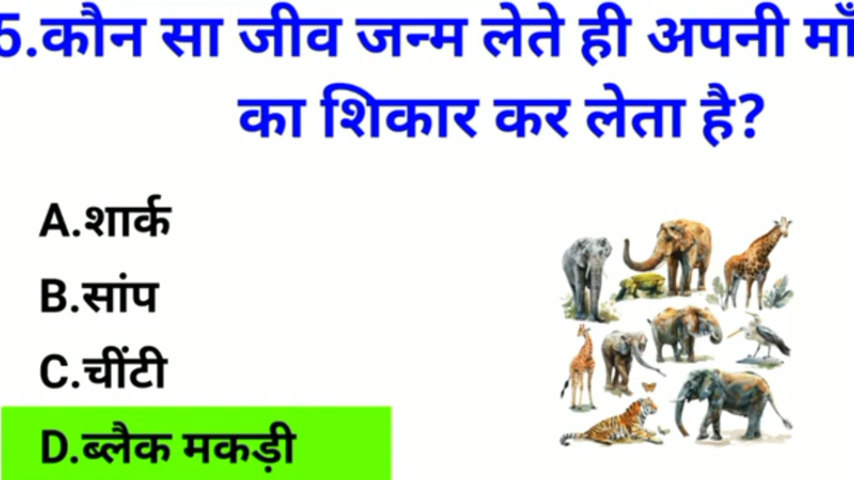 5.कौन सा जीव जन्म लेते ही अपनी माँ
का शिकार कर लेता है?
A.शार्क
B.सांप
C.चींटी
D.ब्लैक मकड़ी